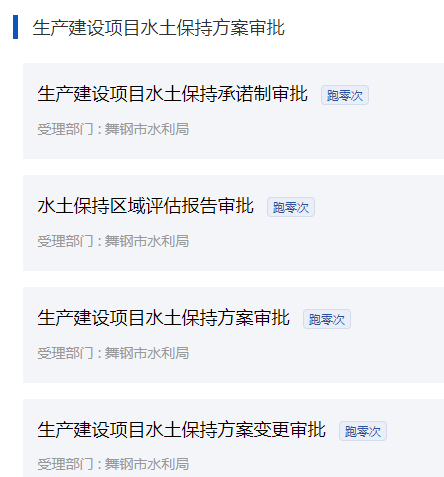 生产建设项目水土保持方案审批
生产建设项目水土保持承诺制审批 跑零次
受理部门：舞钢市水利局
水土保持区域评估报告审批 跑零次
受理部门：舞钢市水利局
生产建设项目水土保持方案审批 跑零次
受理部门：舞钢市水利局
生产建设项目水土保持方案变更审批 跑零次
受理部门：舞钢市水利局